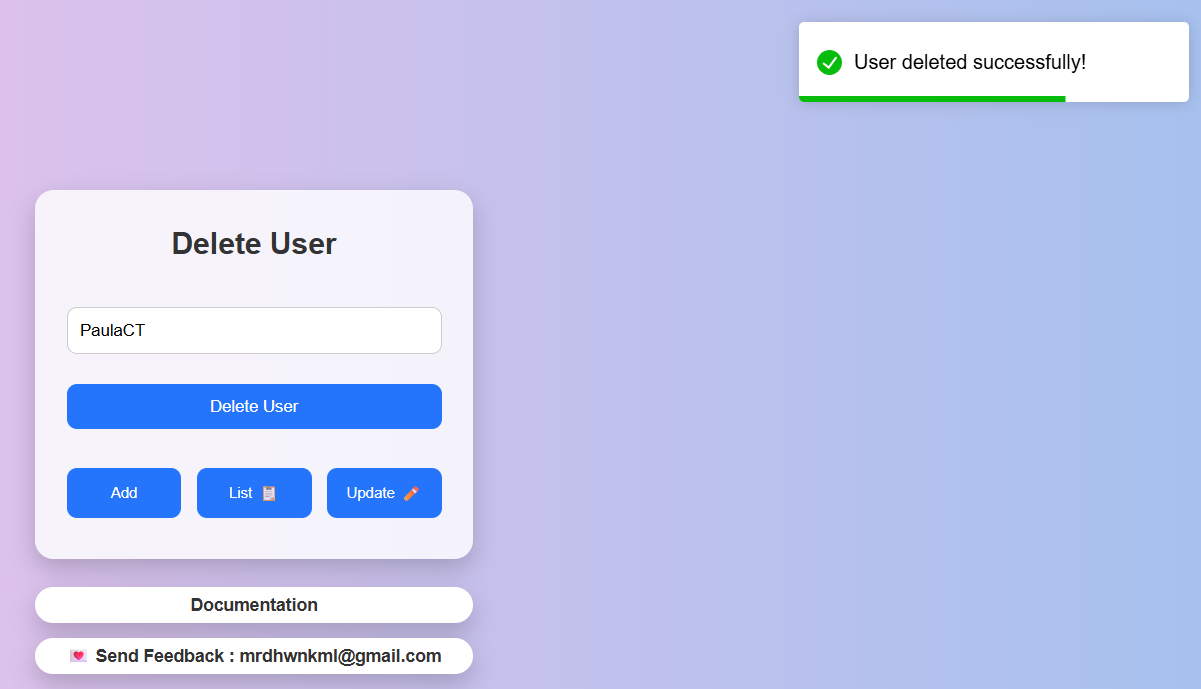 User deleted successfully!
Delete User
PaulaCT
Delete User
Add
List 📋
Update ✏️
Documentation
💌 Send Feedback : mrdhwnkml@gmail.com